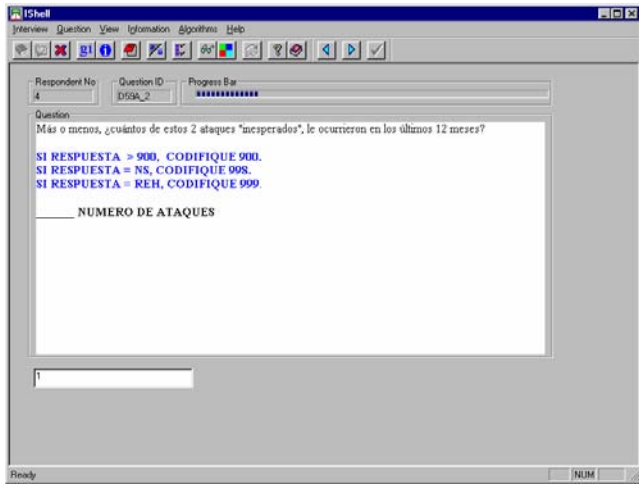 IShell
Interview Question View Information Algorithms Help
gi
Respondent No
Question ID
Progress Bar
4
D59A_2
Question
Más o menos, ¿cuántos de estos 2 ataques "inesperados", le ocurrieron en los últimos 12 meses?
SI RESPUESTA > 900, CODIFIQUE 900.
SI RESPUESTA = NS, CODIFIQUE 998.
SI RESPUESTA = REH, CODIFIQUE 999.
______ NUMERO DE ATAQUES
1
Ready
NUM